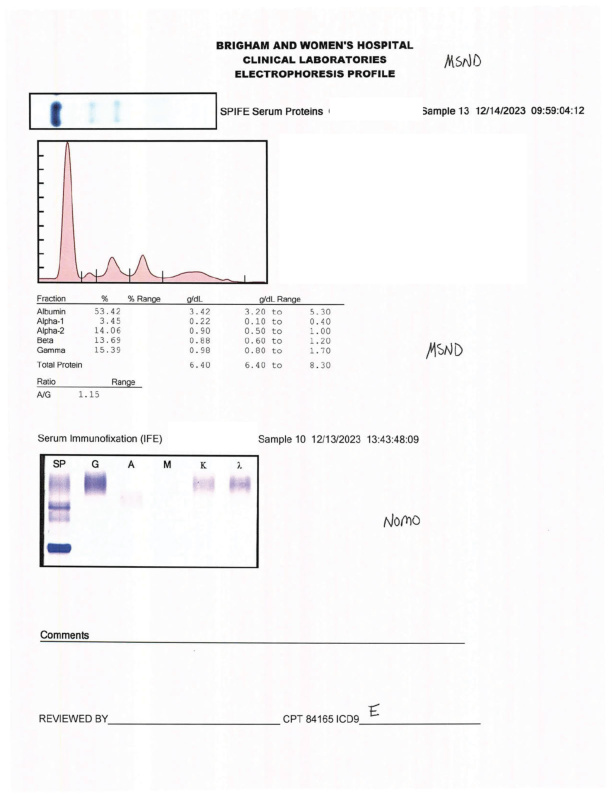 BRIGHAM AND WOMEN'S HOSPITAL
CLINICAL LABORATORIES
ELECTROPHORESIS PROFILE
MSND
SPIFE Serum Proteins
Sample 13 12/14/2023 09:59:04:12
Fraction % % Range g/dL g/dL Range
Albumin 53.42 3.42 3.20 to 5.30
Alpha-1 3.45 0.22 0.10 to 0.40
Alpha-2 14.06 0.90 0.50 to 1.00
Beta 13.69 0.88 0.60 to 1.20
Gamma 15.39 0.98 0.80 to 1.70
MSND
Total Protein 6.40 6.40 to 8.30
Ratio Range
A/G 1.15
Serum Immunofixation (IFE) Sample 10 12/13/2023 13:43:48:09
SP G A M K λ
NOMO
Comments
REVIEWED BY CPT 84165 ICD9 E